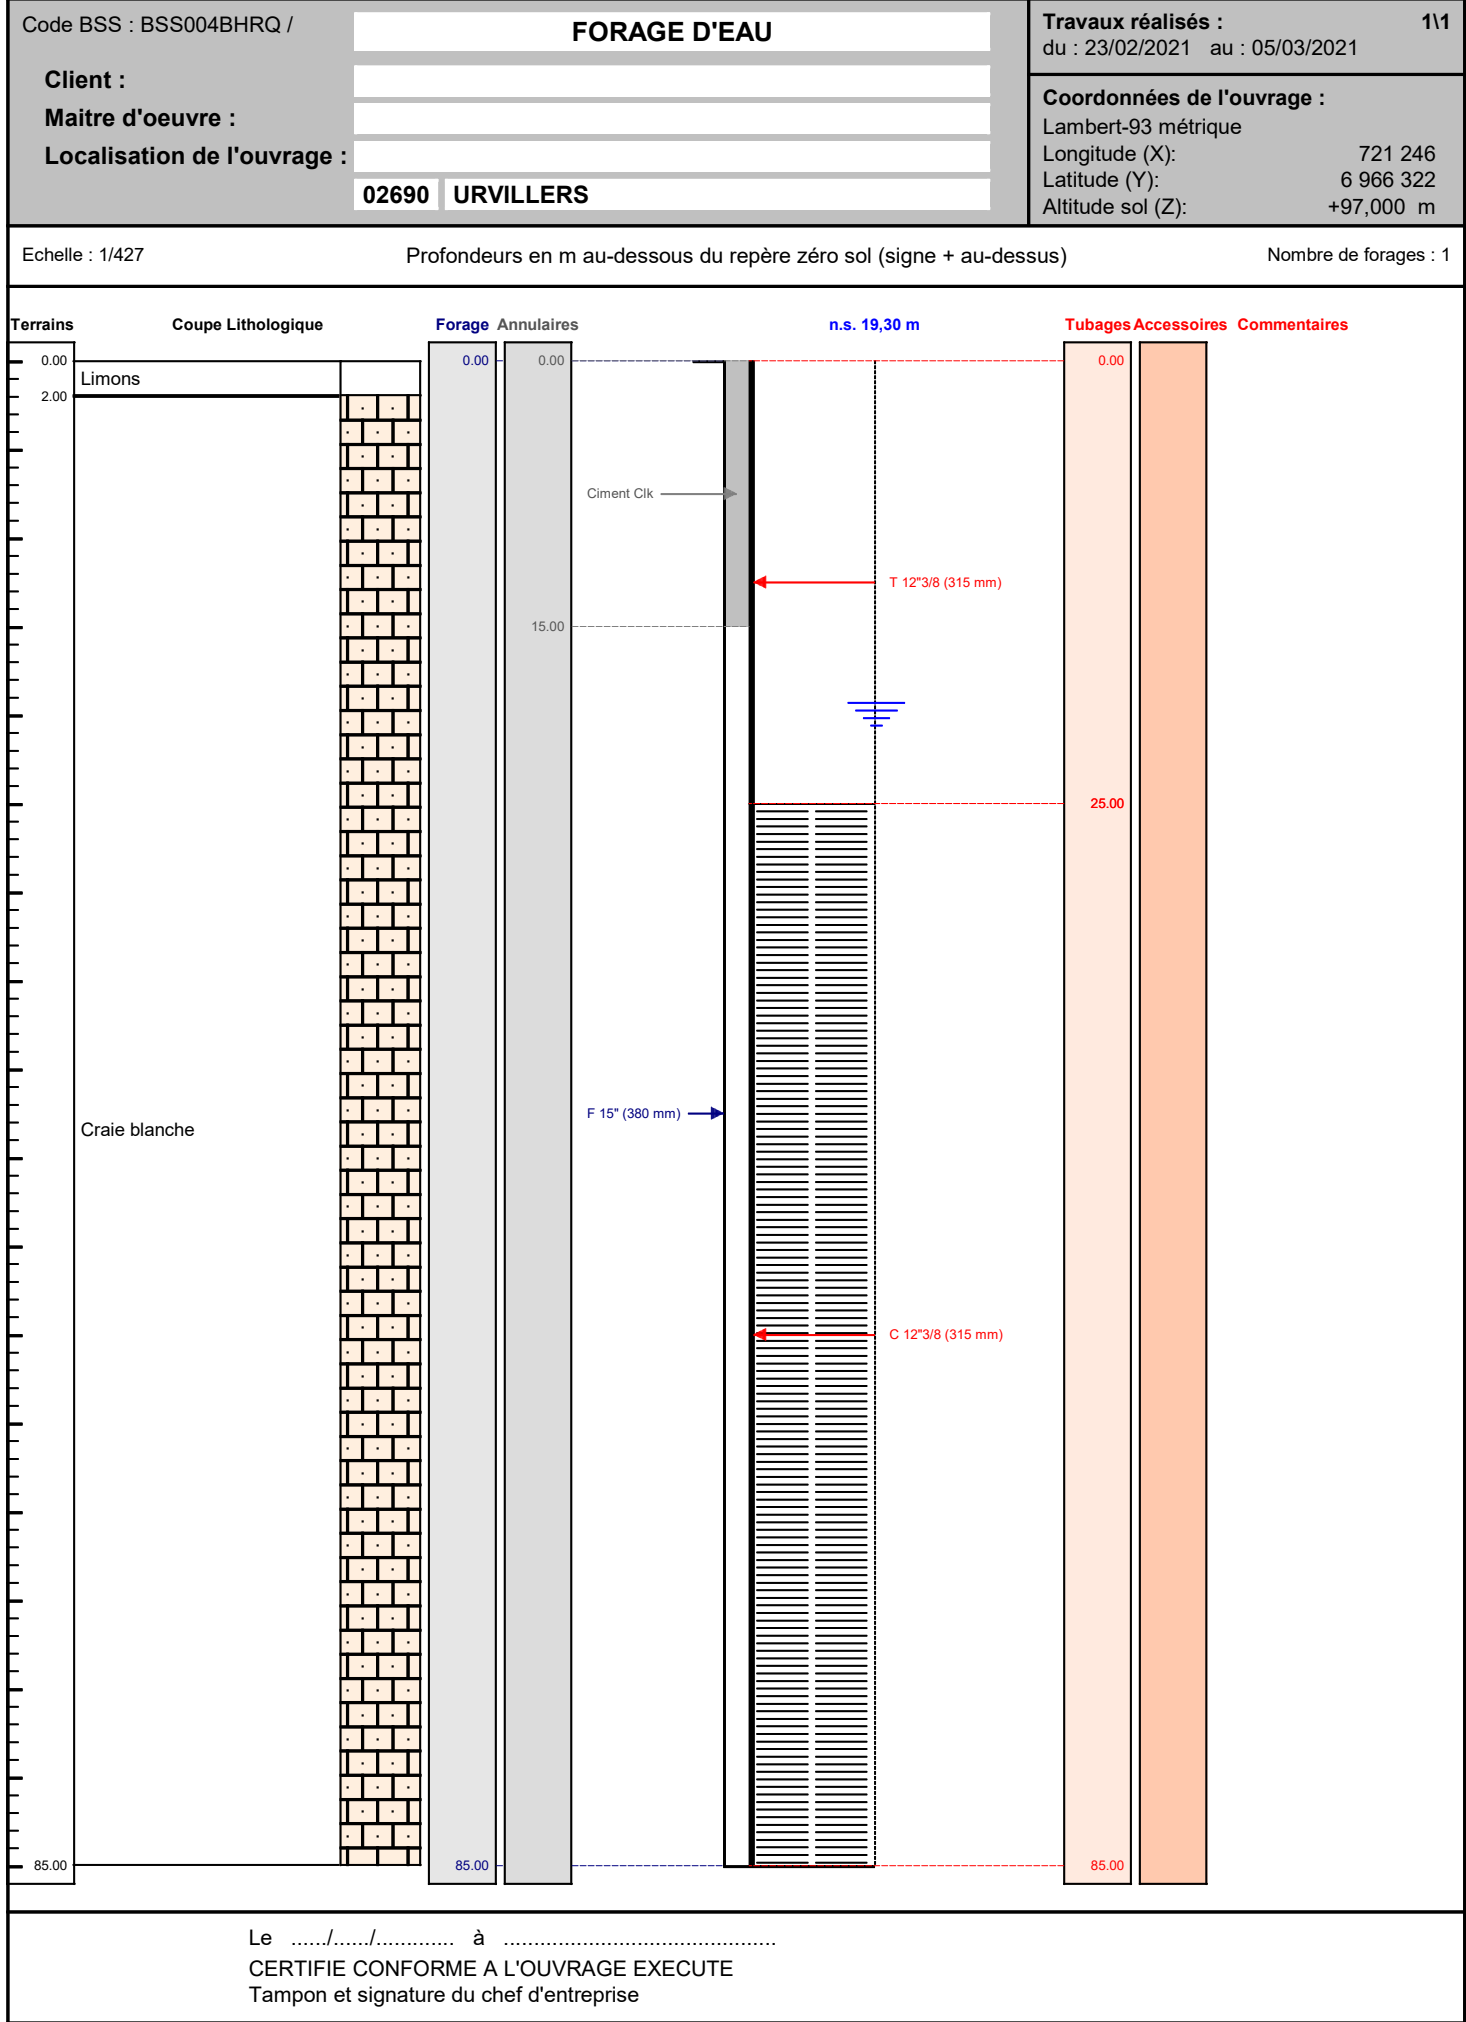 Code BSS : BSS004BHRQ /
FORAGE D'EAU
Client :
Maitre d'oeuvre :
Localisation de l'ouvrage :
02690 URVILLERS
Travaux réalisés : 1\1
du : 23/02/2021 au : 05/03/2021
Coordonnées de l'ouvrage :
Lambert-93 métrique
Longitude (X): 721 246
Latitude (Y): 6 966 322
Altitude sol (Z): +97,000 m
Echelle : 1/427 Profondeurs en m au-dessous du repère zéro sol (signe + au-dessus) Nombre de forages : 1
Terrains Coupe Lithologique Forage Annulaires n.s. 19,30 m Tubages Accessoires Commentaires
0.00 0.00 0.00 0.00
Limons
2.00
Ciment Clk
T 12"3/8 (315 mm)
15.00
25.00
F 15" (380 mm)
Craie blanche
C 12"3/8 (315 mm)
85.00 85.00 85.00
Le ....../....../............. à .............................................
CERTIFIE CONFORME A L'OUVRAGE EXECUTE
Tampon et signature du chef d'entreprise